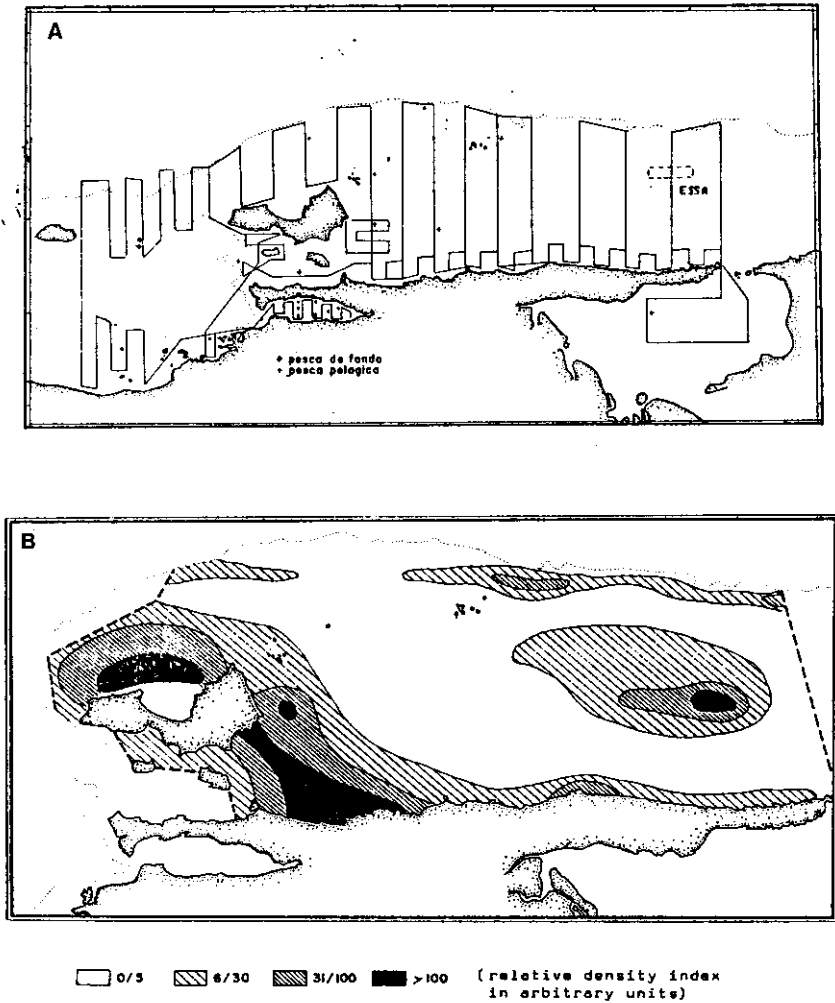 A
ESSA
+ pesca de fondo
+ pesca pelagica
B
0/5 6/30 31/100 >100 (relative density index
in arbitrary units)